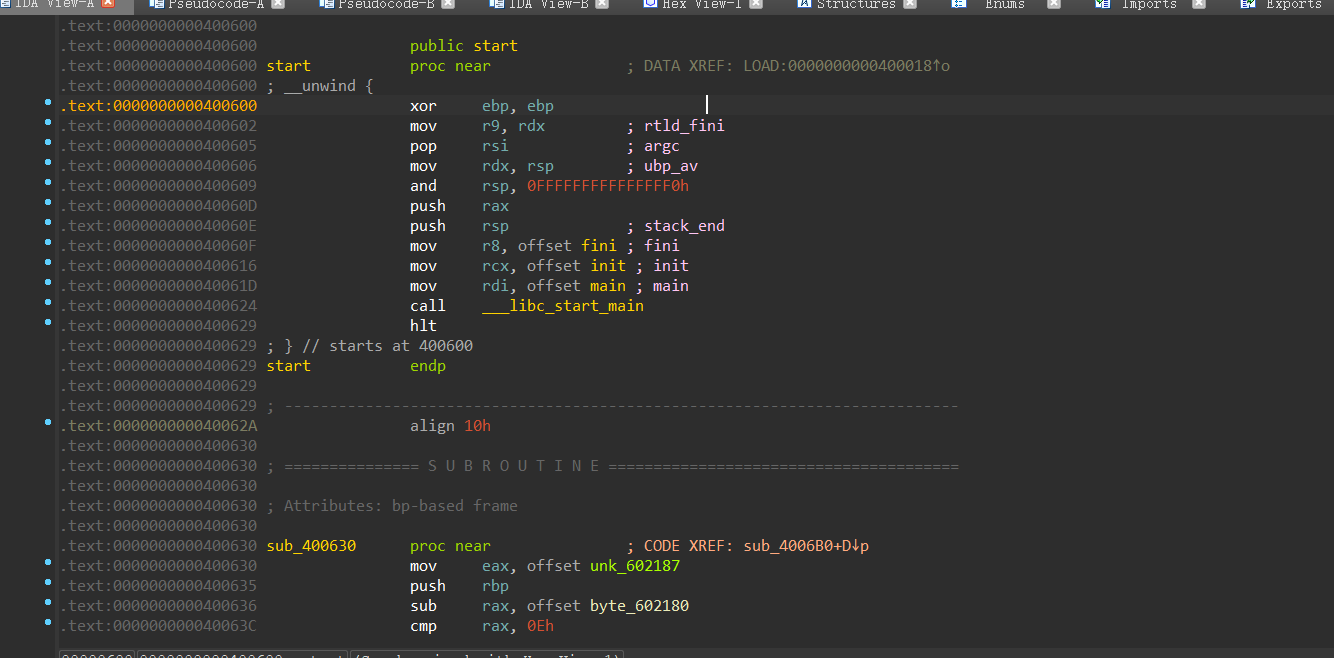 IDA View-A Pseudocode-A Pseudocode-B IDA View-B Hex View-1 Structures Enums Imports Exports
.text:0000000000400600
.text:0000000000400600 public start
.text:0000000000400600 start proc near ; DATA XREF: LOAD:0000000000400018↑o
.text:0000000000400600 ; __unwind {
.text:0000000000400600 xor ebp, ebp
.text:0000000000400602 mov r9, rdx ; rtld_fini
.text:0000000000400605 pop rsi ; argc
.text:0000000000400606 mov rdx, rsp ; ubp_av
.text:0000000000400609 and rsp, 0FFFFFFFFFFFFFFF0h
.text:000000000040060D push rax
.text:000000000040060E push rsp ; stack_end
.text:000000000040060F mov r8, offset fini ; fini
.text:0000000000400616 mov rcx, offset init ; init
.text:000000000040061D mov rdi, offset main ; main
.text:0000000000400624 call ___libc_start_main
.text:0000000000400629 hlt
.text:0000000000400629 ; } // starts at 400600
.text:0000000000400629 start endp
.text:0000000000400629
.text:0000000000400629 ; ---------------------------------------------------------------------------
.text:000000000040062A align 10h
.text:0000000000400630
.text:0000000000400630 ; =============== S U B R O U T I N E =======================================
.text:0000000000400630
.text:0000000000400630 ; Attributes: bp-based frame
.text:0000000000400630
.text:0000000000400630 sub_400630 proc near ; CODE XREF: sub_4006B0+D↓p
.text:0000000000400630 mov eax, offset unk_602187
.text:0000000000400635 push rbp
.text:0000000000400636 sub rax, offset byte_602180
.text:000000000040063C cmp rax, 0Eh